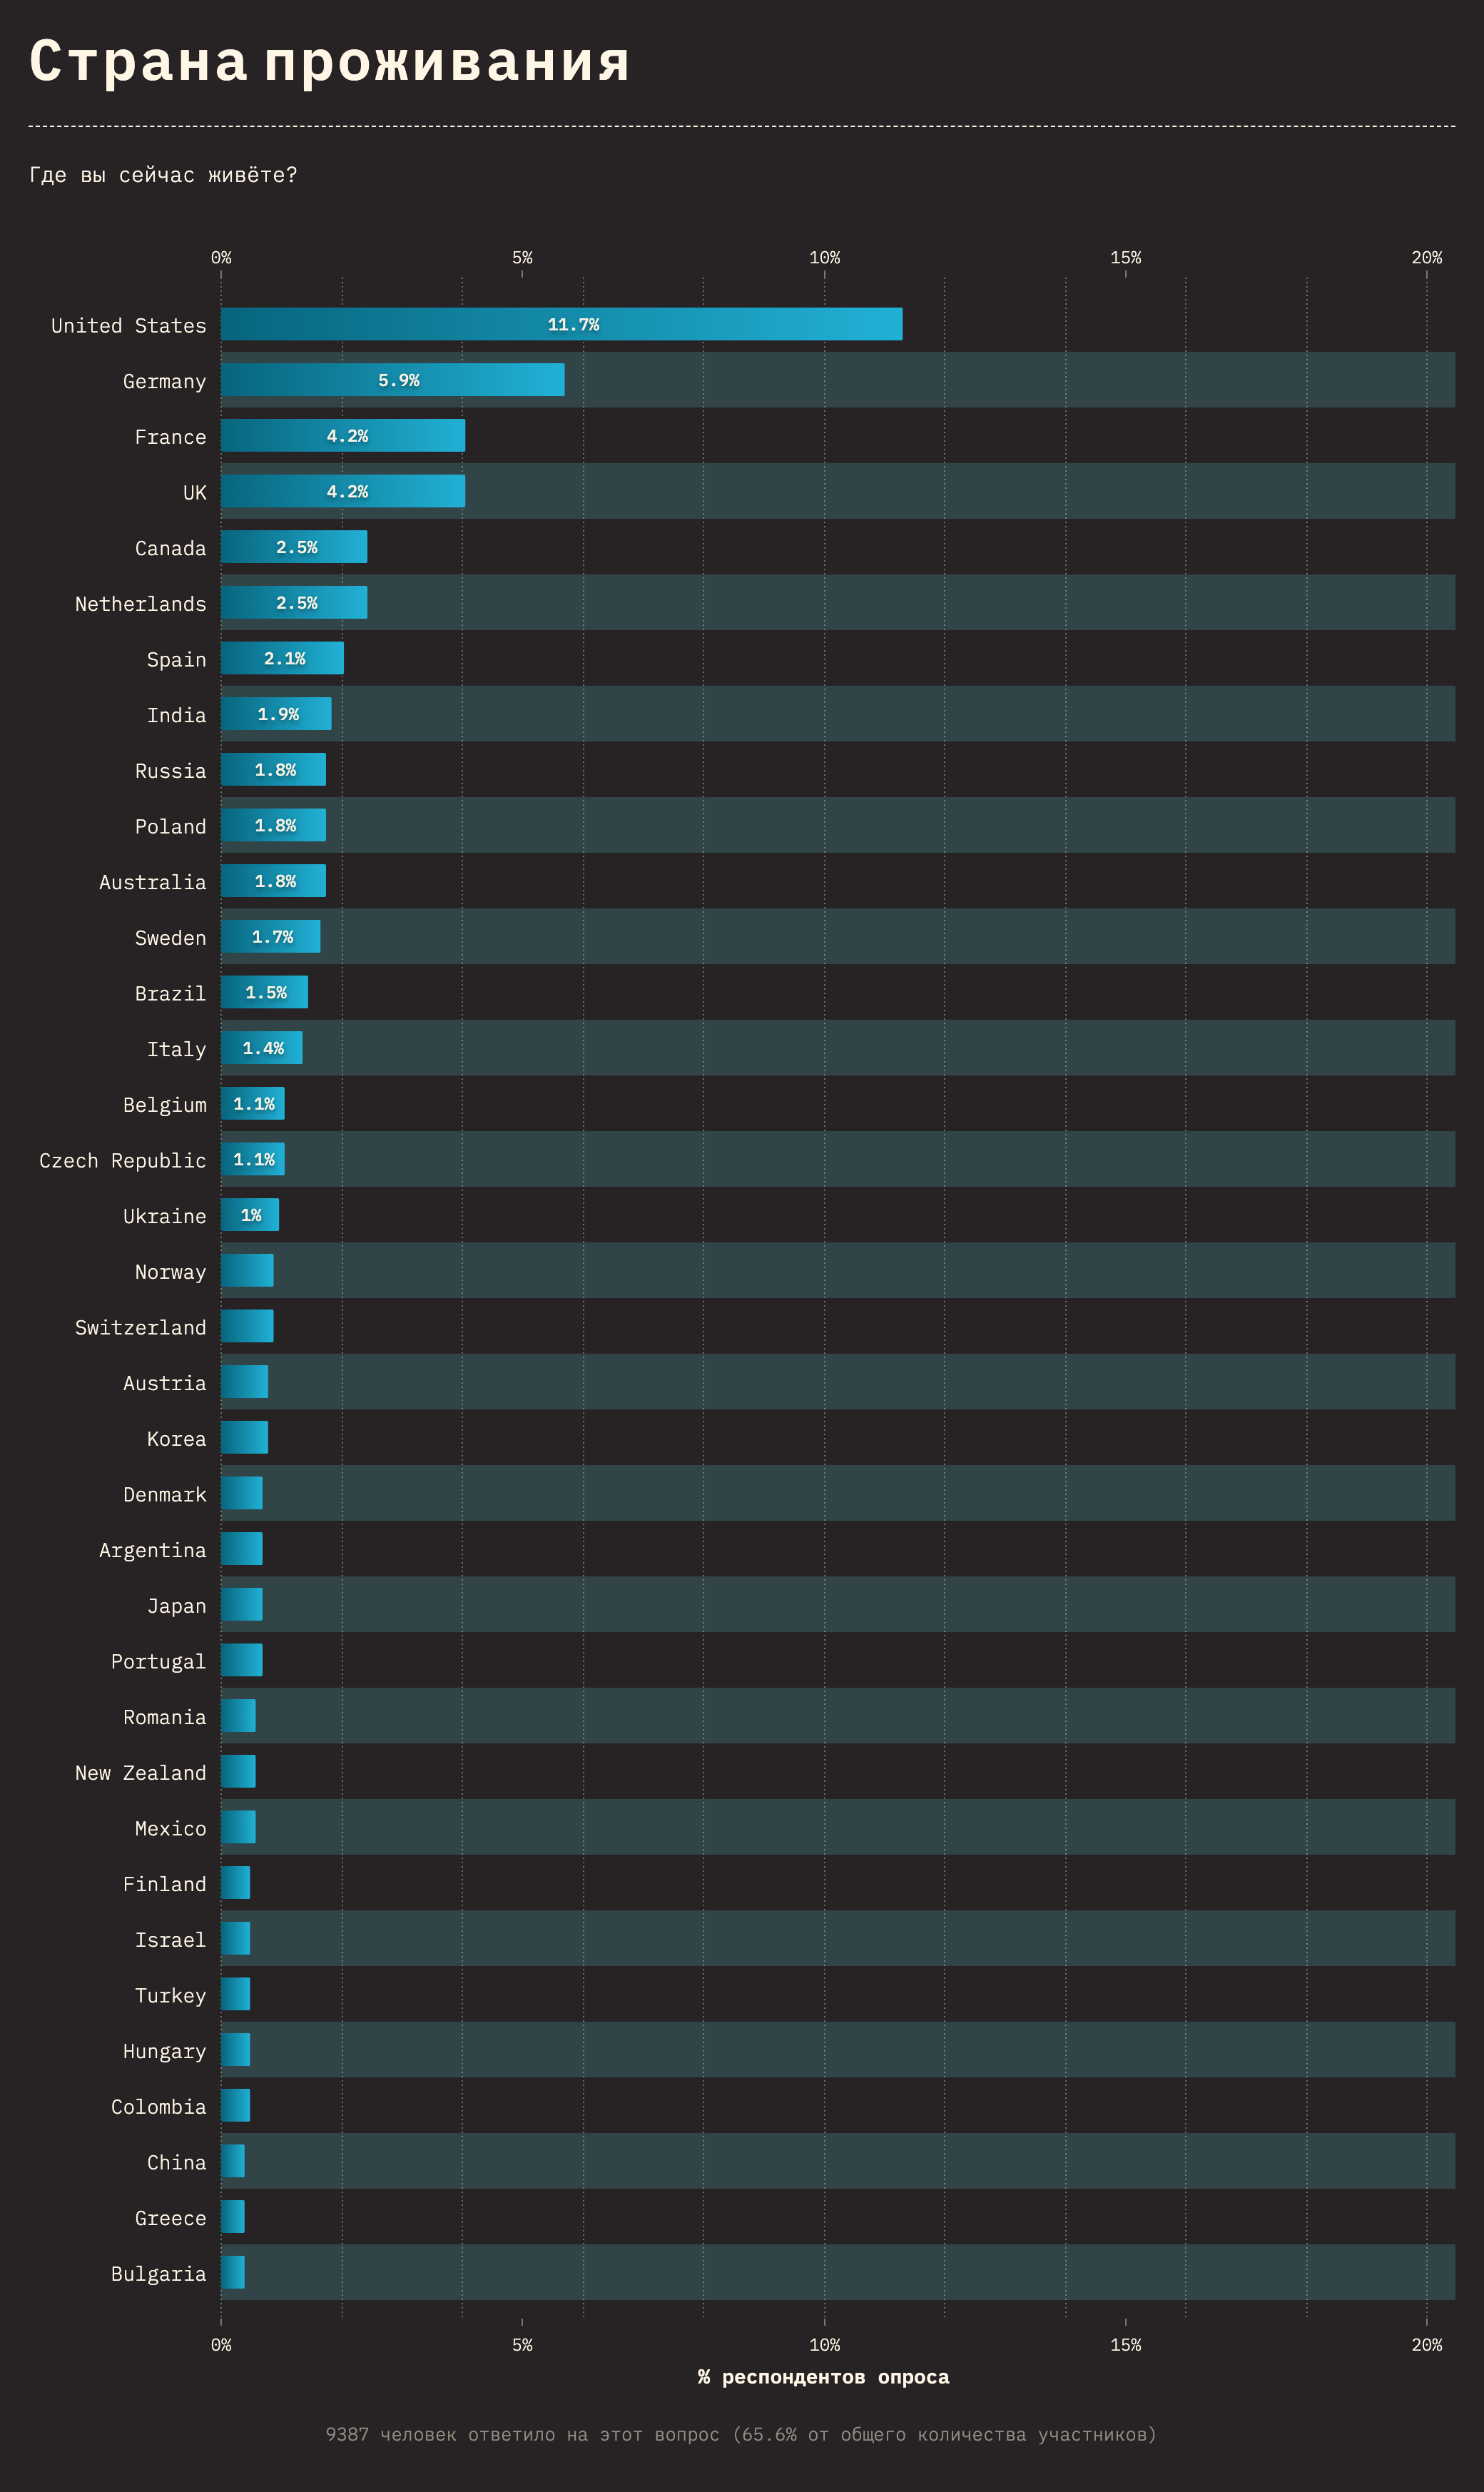 Страна проживания
Где вы сейчас живёте?
0% 5% 10% 15% 20%
United States 11.7%
Germany 5.9%
France 4.2%
UK 4.2%
Canada 2.5%
Netherlands 2.5%
Spain 2.1%
India 1.9%
Russia 1.8%
Poland 1.8%
Australia 1.8%
Sweden 1.7%
Brazil 1.5%
Italy 1.4%
Belgium 1.1%
Czech Republic 1.1%
Ukraine 1%
Norway
Switzerland
Austria
Korea
Denmark
Argentina
Japan
Portugal
Romania
New Zealand
Mexico
Finland
Israel
Turkey
Hungary
Colombia
China
Greece
Bulgaria
0% 5% 10% 15% 20%
% респондентов опроса
9387 человек ответило на этот вопрос (65.6% от общего количества участников)